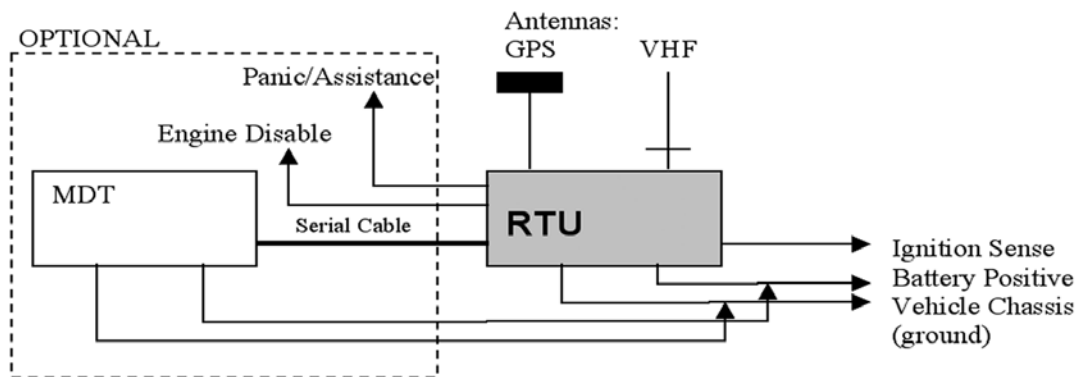 OPTIONAL
Antennas:
GPS
VHF
Panic/Assistance
Engine Disable
MDT
Serial Cable
RTU
Ignition Sense
Battery Positive
Vehicle Chassis
(ground)